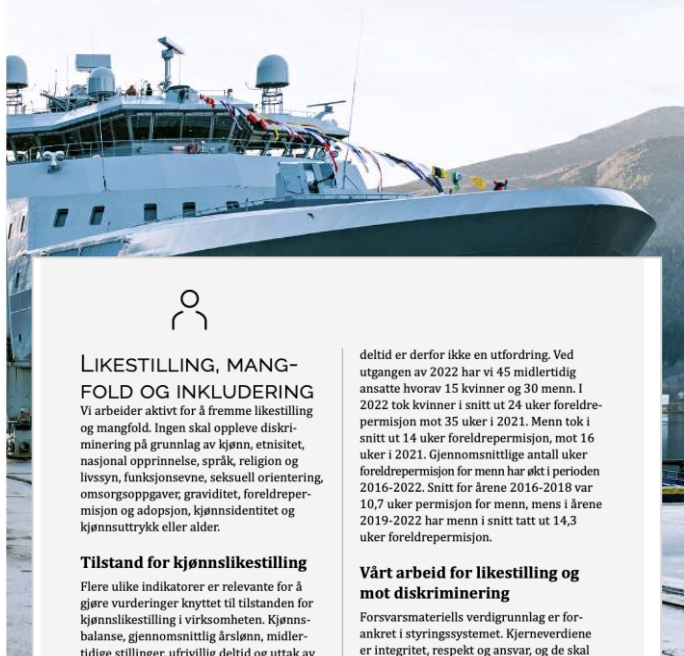 LIKESTILLING, MANG-
FOLD OG INKLUDERING
Vi arbeider aktivt for å fremme likestilling
og mangfold. Ingen skal oppleve diskri-
minering på grunnlag av kjønn, etnisitet,
nasjonal opprinnelse, språk, religion og
livssyn, funksjonsevne, seksuell orientering,
omsorgsoppgaver, graviditet, foreldreper-
misjon og adopsjon, kjønnsidentitet og
kjønnsuttrykk eller alder.
Tilstand for kjønnslikestilling
Flere ulike indikatorer er relevante for å
gjøre vurderinger knyttet til tilstanden for
kjønnslikestilling i virksomheten. Kjønns-
balanse, gjennomsnittlig årslønn, midler-
tidige stillinger, ufrivillig deltid og uttak av
deltid er derfor ikke en utfordring. Ved
utgangen av 2022 har vi 45 midlertidig
ansatte hvorav 15 kvinner og 30 menn. I
2022 tok kvinner i snitt ut 24 uker foreldre-
permisjon mot 35 uker i 2021. Menn tok i
snitt ut 14 uker foreldrepermisjon, mot 16
uker i 2021. Gjennomsnittlige antall uker
foreldrepermisjon for menn har økt i perioden
2016-2022. Snitt for årene 2016-2018 var
10,7 uker permisjon for menn, mens i årene
2019-2022 har menn i snitt tatt ut 14,3
uker foreldrepermisjon.
Vårt arbeid for likestilling og
mot diskriminering
Forsvarsmateriells verdigrunnlag er for-
ankret i styringssystemet. Kjerneverdiene
er integritet, respekt og ansvar, og de skal